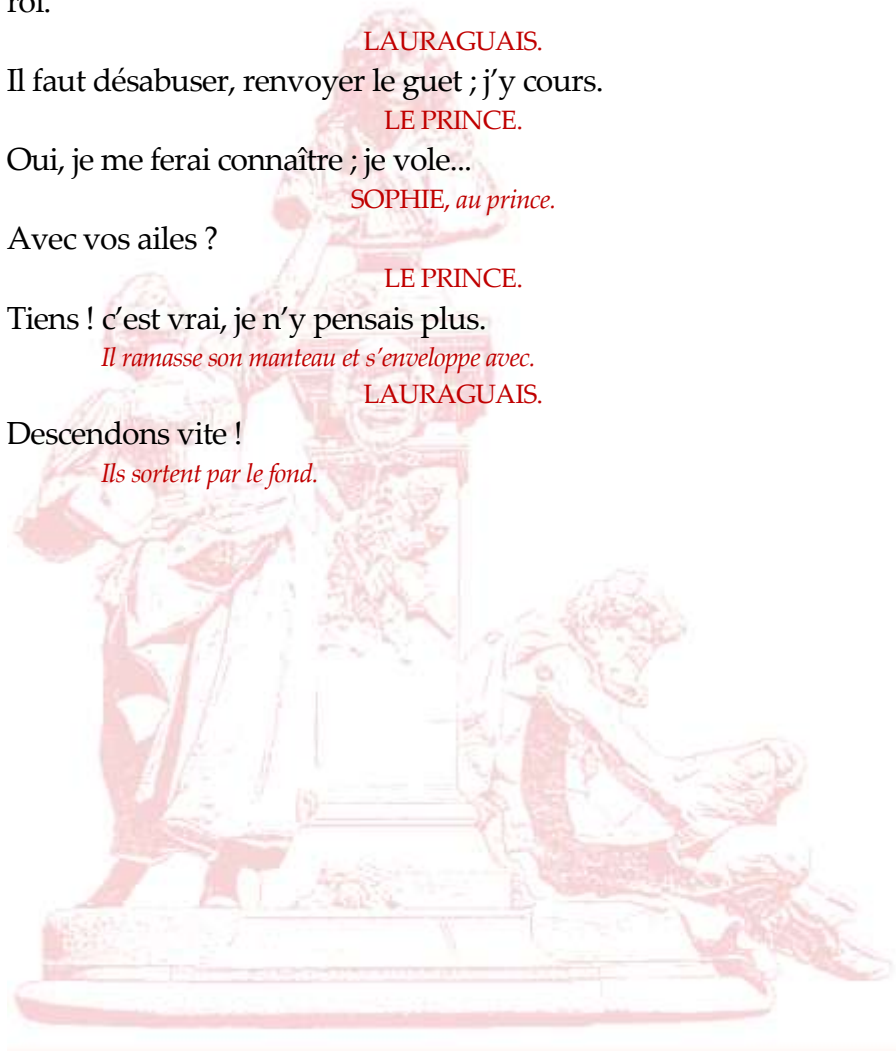 roi.
LAURAGUAIS.
Il faut désabuser, renvoyer le guet ; j’y cours.
LE PRINCE.
Oui, je me ferai connaître ; je vole...
SOPHIE, au prince.
Avec vos ailes ?
LE PRINCE.
Tiens ! c’est vrai, je n’y pensais plus.
Il ramasse son manteau et s’enveloppe avec.
LAURAGUAIS.
Descendons vite !
Ils sortent par le fond.